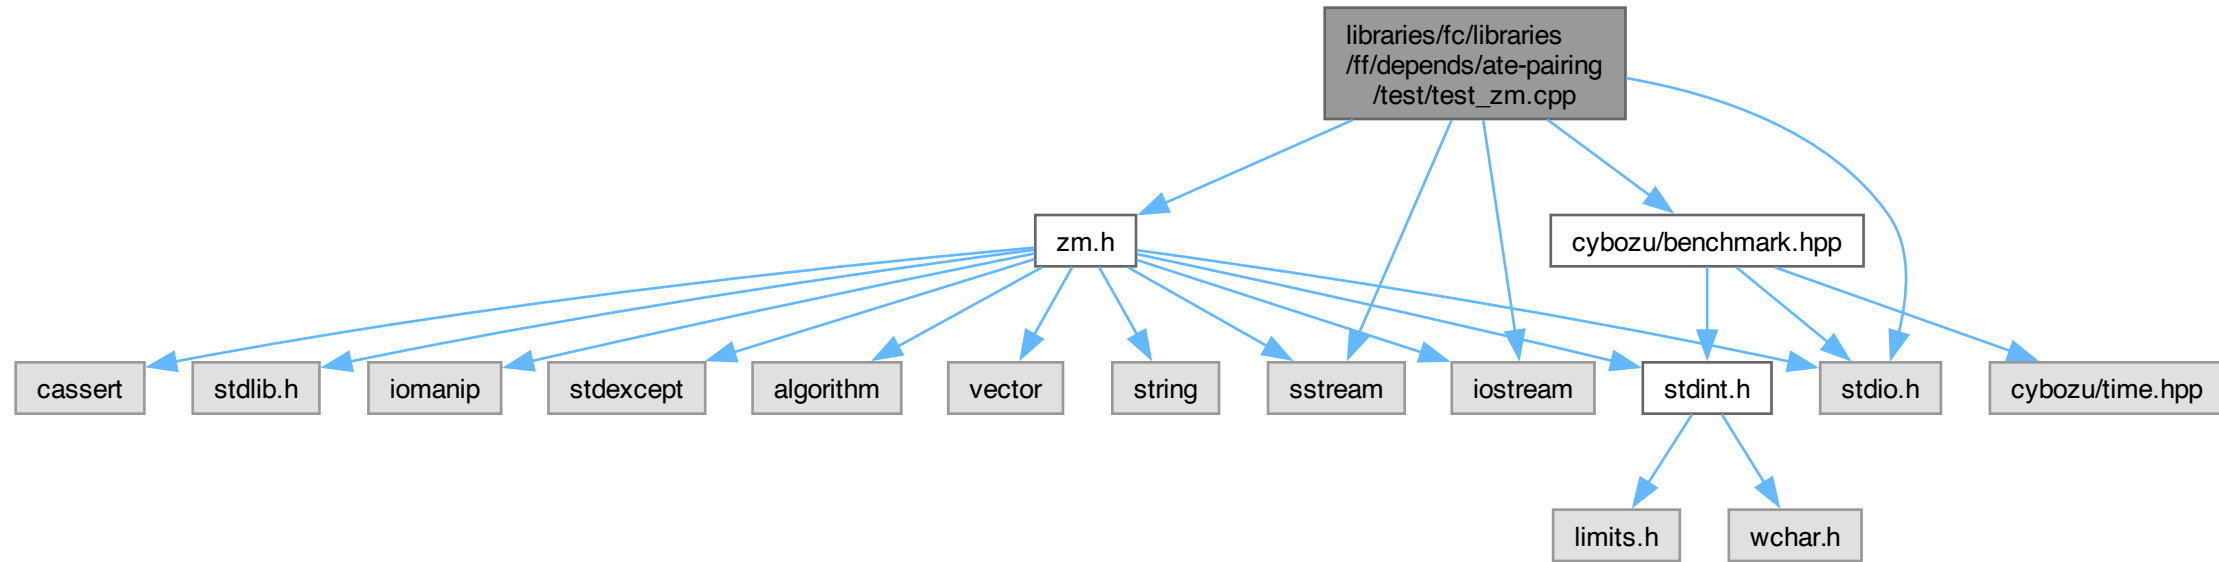 libraries/fc/libraries
/ff/depends/ate-pairing
/test/test_zm.cpp
zm.h
cybozu/benchmark.hpp
cassert
stdlib.h
iomanip
stdexcept
algorithm
vector
string
sstream
iostream
stdint.h
stdio.h
cybozu/time.hpp
limits.h
wchar.h